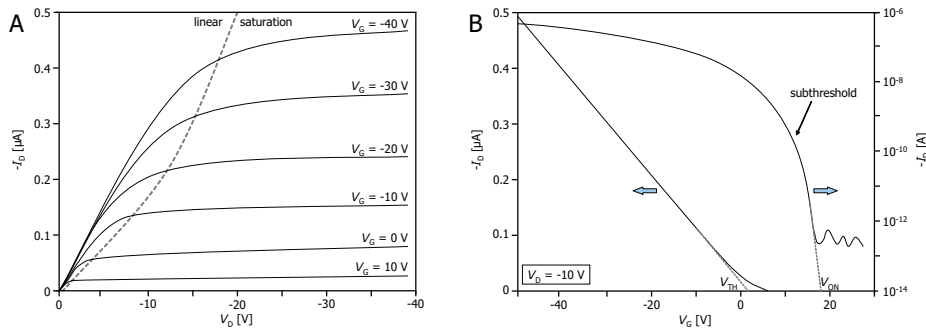 A
linear saturation
V_G = -40 V
V_G = -30 V
V_G = -20 V
V_G = -10 V
V_G = 0 V
V_G = 10 V
0.5
0.4
0.3
0.2
0.1
0
-I_D [µA]
0 -10 -20 -30 -40
V_D [V]
B
subthreshold
V_D = -10 V
V_TH
V_ON
0.5
0.4
0.3
0.2
0.1
0
-I_D [µA]
-40 -20 0 20
V_G [V]
10^-6
10^-8
10^-10
10^-12
10^-14
-I_D [A]